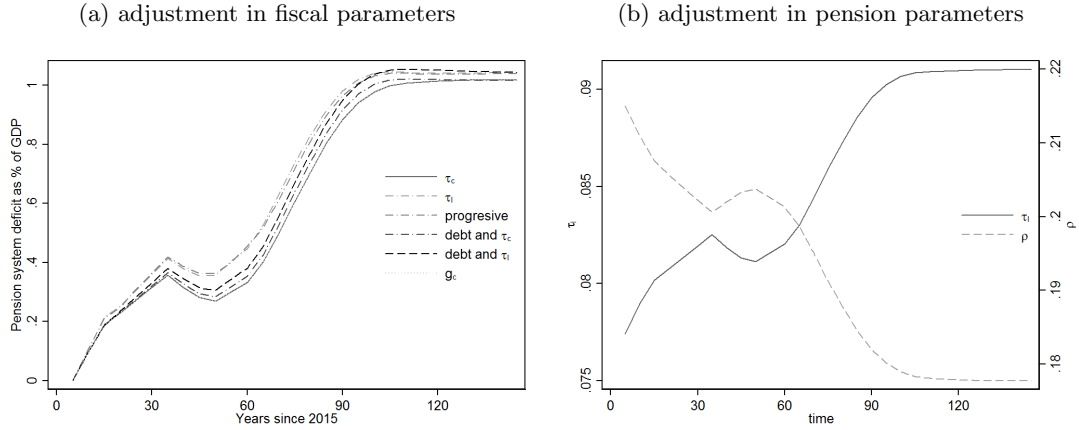 (a) adjustment in fiscal parameters
Pension system deficit as % of GDP
1
.8
.6
.4
.2
0
0 30 60 90 120
Years since 2015
τc
τl
progresive
debt and τc
debt and τl
gc
(b) adjustment in pension parameters
τl
.09
.085
.08
.075
ρ
.22
.21
.2
.19
.18
0 30 60 90 120
time
τl
ρ